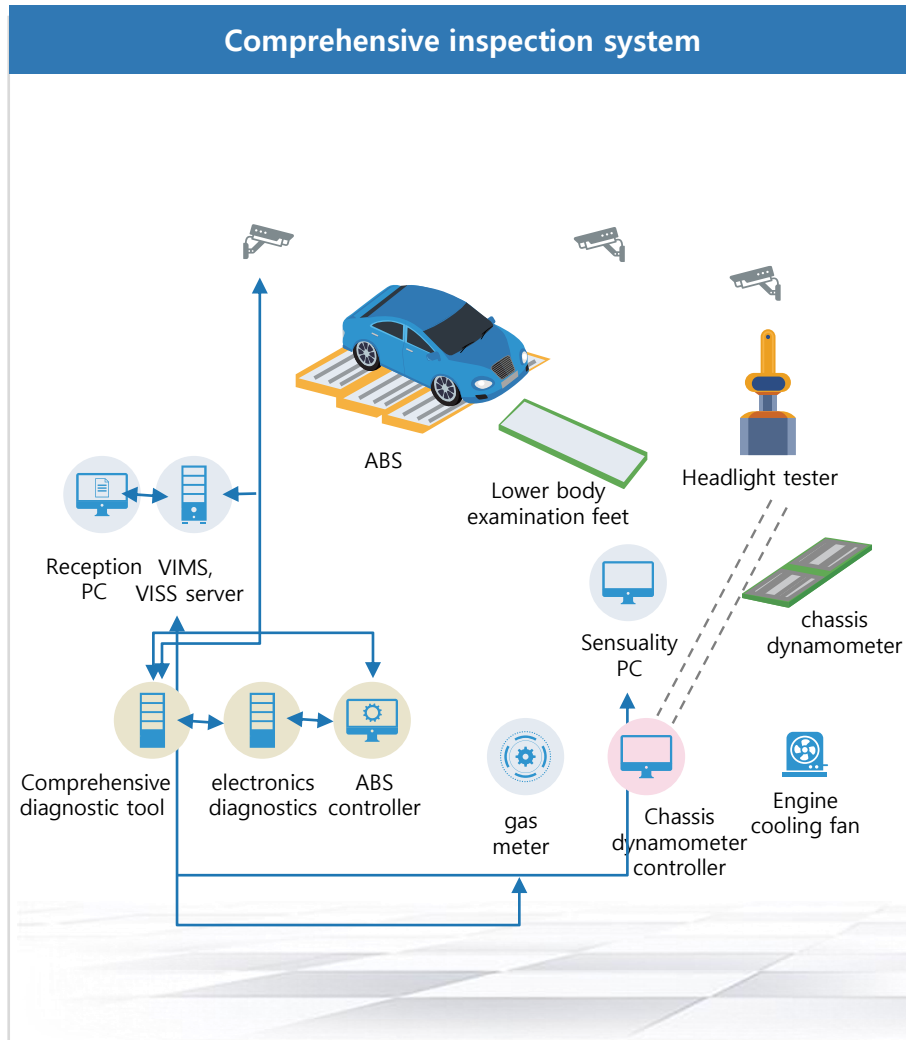 Comprehensive inspection system
ABS
Lower body
examination feet
Headlight tester
Reception
PC
VIMS,
VISS server
Sensuality
PC
chassis
dynamometer
Comprehensive
diagnostic tool
electronics
diagnostics
ABS
controller
gas
meter
Chassis
dynamometer
controller
Engine
cooling fan